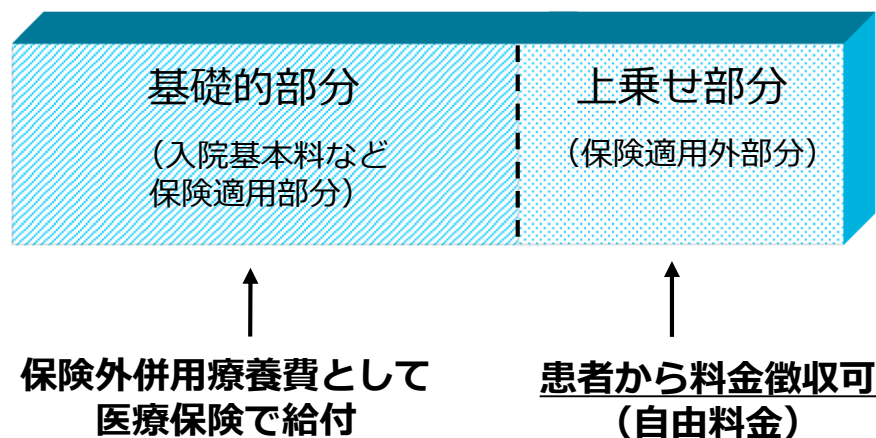 基礎的部分
（入院基本料など
保険適用部分）
上乗せ部分
（保険適用外部分）
保険外併用療養費として
医療保険で給付
患者から料金徴収可
（自由料金）